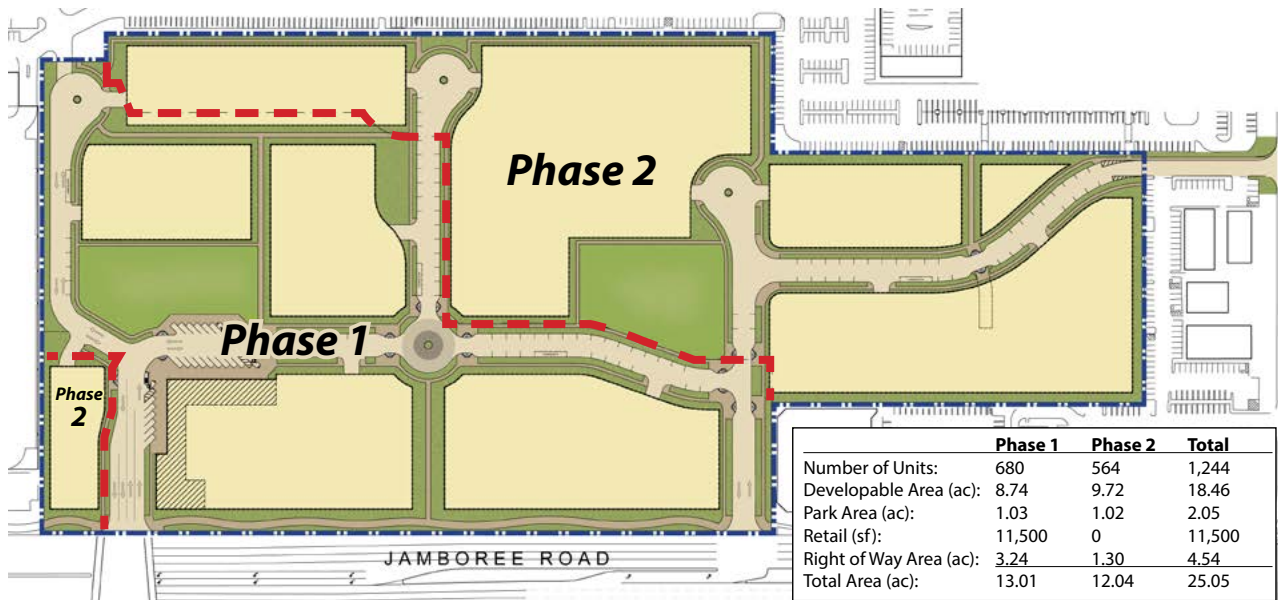 Phase 2
Phase 1
Phase
2
JAMBOREE ROAD
Phase 1 Phase 2 Total
Number of Units: 680 564 1,244
Developable Area (ac): 8.74 9.72 18.46
Park Area (ac): 1.03 1.02 2.05
Retail (sf): 11,500 0 11,500
Right of Way Area (ac): 3.24 1.30 4.54
Total Area (ac): 13.01 12.04 25.05